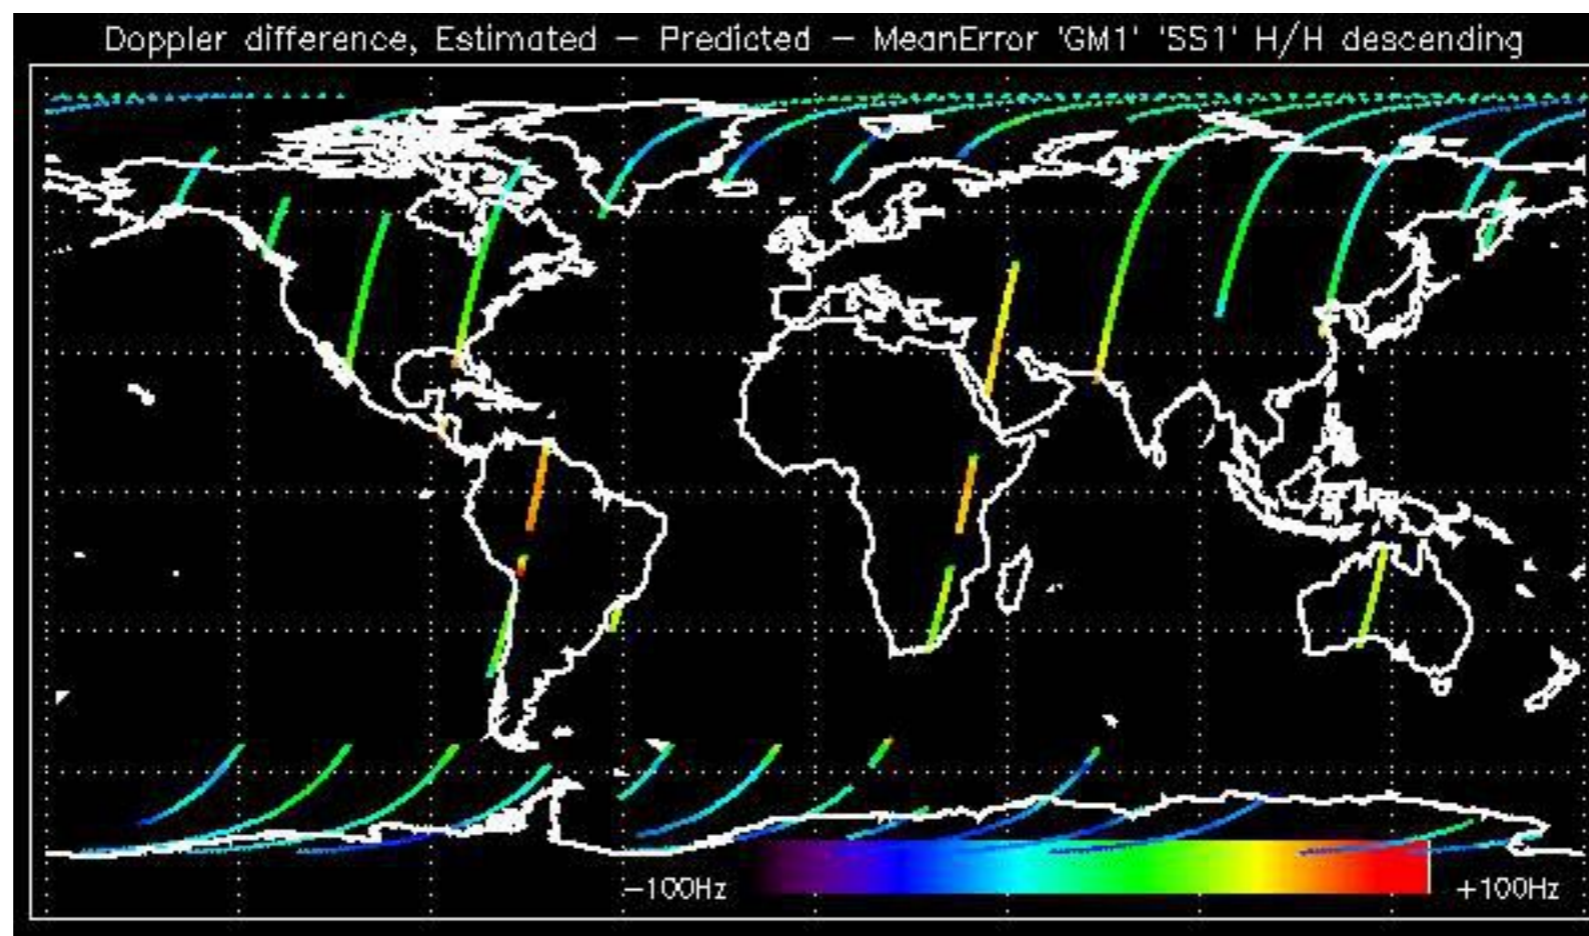 Doppler difference, Estimated – Predicted – MeanError 'GM1' 'SS1' H/H descending
–100Hz
+100Hz